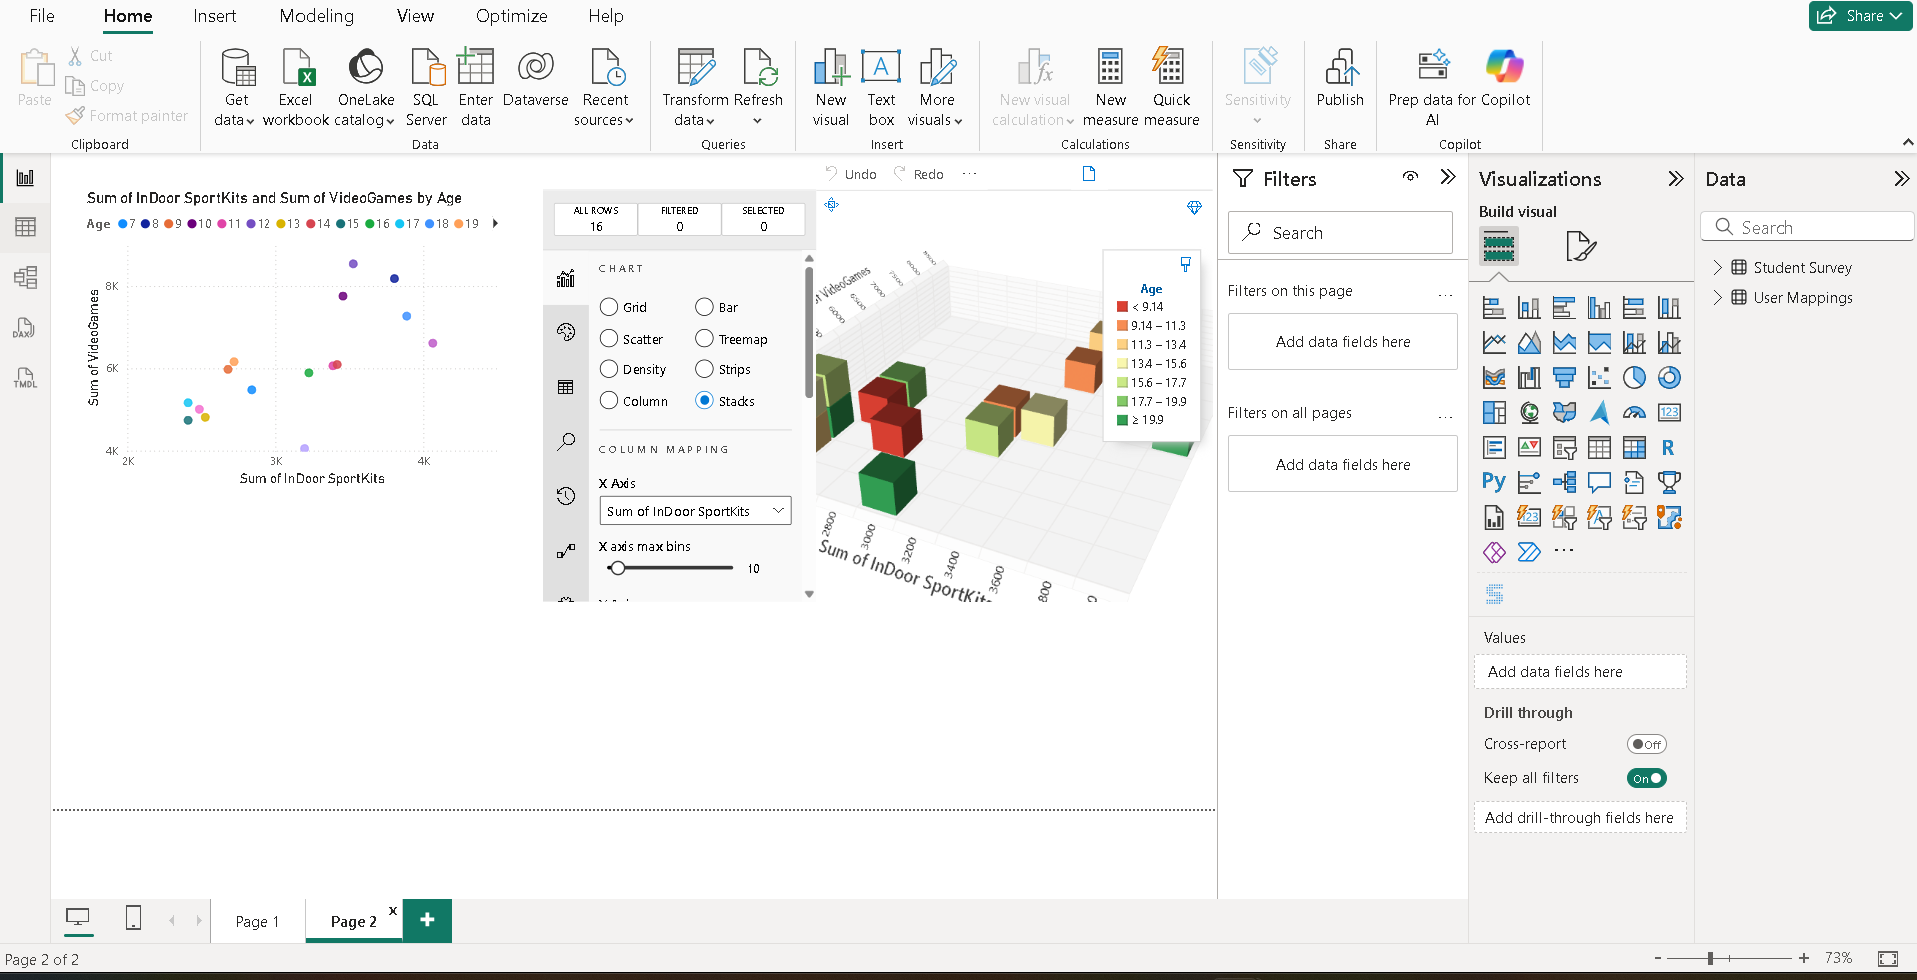 File Home Insert Modeling View Optimize Help
Share
Paste
Cut
Copy
Format painter
Clipboard
Get data
Excel workbook
OneLake catalog
SQL Server
Enter data
Dataverse
Recent sources
Data
Transform data
Refresh
Queries
New visual
Text box
More visuals
Insert
New visual calculation
New measure
Quick measure
Calculations
Sensitivity
Sensitivity
Publish
Share
Prep data for AI
Copilot
Copilot
DAX
TMDL
Sum of InDoor SportKits and Sum of VideoGames by Age
Age 7 8 9 10 11 12 13 14 15 16 17 18 19
8K
6K
4K
2K 3K 4K
Sum of VideoGames
Sum of InDoor SportKits
Undo Redo ...
ALL ROWS
16
FILTERED
0
SELECTED
0
CHART
Grid Bar
Scatter Treemap
Density Strips
Column Stacks
COLUMN MAPPING
X Axis
Sum of InDoor SportKits
X axis max bins
10
VideoGames
6000
6500
7000
7500
8000
8500
2800
3000
3200
3400
3600
800
Sum of InDoor SportKits
Age
< 9.14
9.14 – 11.3
11.3 – 13.4
13.4 – 15.6
15.6 – 17.7
17.7 – 19.9
≥ 19.9
Filters
Search
Filters on this page ...
Add data fields here
Filters on all pages ...
Add data fields here
Visualizations
Build visual
123
R
Py
123
...
Values
Add data fields here
Drill through
Cross-report Off
Keep all filters On
Add drill-through fields here
Data
Search
Student Survey
User Mappings
Page 1
Page 2 x
+
Page 2 of 2
- + 73%